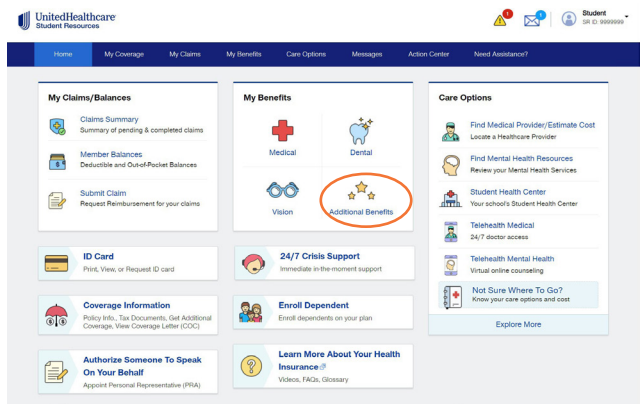 UnitedHealthcare
Student Resources
1
1
Student
SR ID: 9999999
Home
My Coverage
My Claims
My Benefits
Care Options
Messages
Action Center
Need Assistance?
My Claims/Balances
Claims Summary
Summary of pending & completed claims
Member Balances
Deductible and Out-of-Pocket Balances
Submit Claim
Request Reimbursement for your claims
My Benefits
Medical
Dental
Vision
Additional Benefits
Care Options
Find Medical Provider/Estimate Cost
Locate a Healthcare Provider
Find Mental Health Resources
Review your Mental Health Services
Student Health Center
Your school's Student Health Center
Telehealth Medical
24/7 doctor access
Telehealth Mental Health
Virtual online counseling
Not Sure Where To Go?
Know your care options and cost
Explore More
ID Card
Print, View, or Request ID card
24/7 Crisis Support
Immediate in-the-moment support
Coverage Information
Policy Info., Tax Documents, Get Additional
Coverage, View Coverage Letter (COC)
Enroll Dependent
Enroll dependents on your plan
Authorize Someone To Speak
On Your Behalf
Appoint Personal Representative (PRA)
Learn More About Your Health
Insurance
Videos, FAQs, Glossary